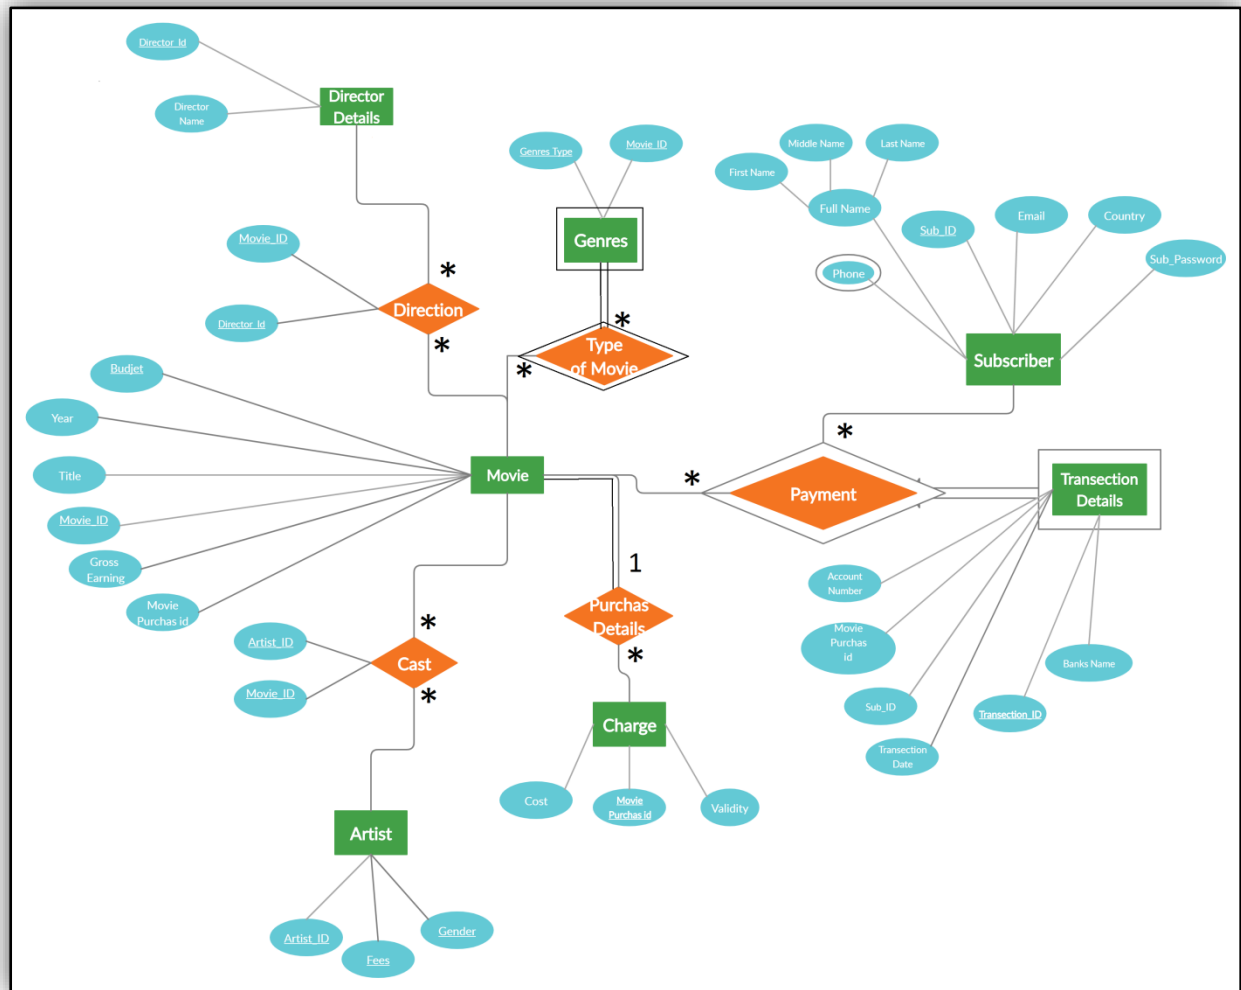 Director_Id
Director
Name
Director
Details
Genres Type
Movie_ID
Genres
Middle Name
Last Name
First Name
Full Name
Sub_ID
Email
Country
Phone
Sub_Password
Subscriber
Movie_ID
Director_Id
*
Direction
*
*
Type
of Movie
*
Budjet
Year
Title
Movie_ID
Gross
Earning
Movie
Purchas id
Movie
*
*
Payment
Transection
Details
Account
Number
Movie
Purchas
id
Sub_ID
Transection
Date
Transection_ID
Banks Name
1
Purchas
Details
*
Charge
Cost
Movie
Purchas id
Validity
*
Artist_ID
Movie_ID
Cast
*
Artist
Artist_ID
Fees
Gender